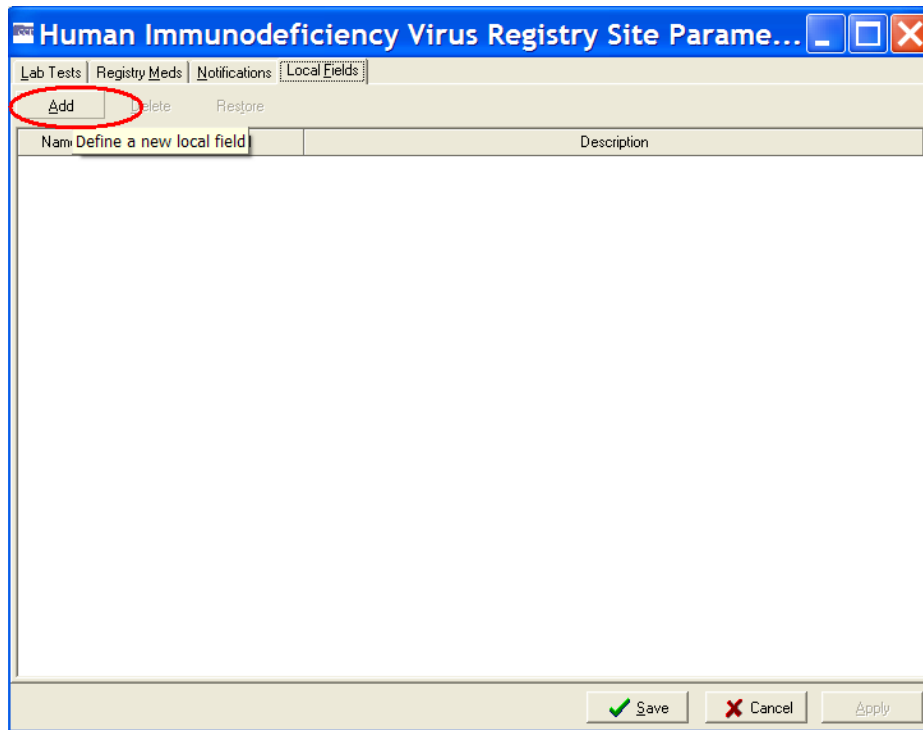 Human Immunodeficiency Virus Registry Site Parame...
Lab Tests Registry Meds Notifications Local Fields
Add Delete Restore
Define a new local field
Description
Save Cancel Apply